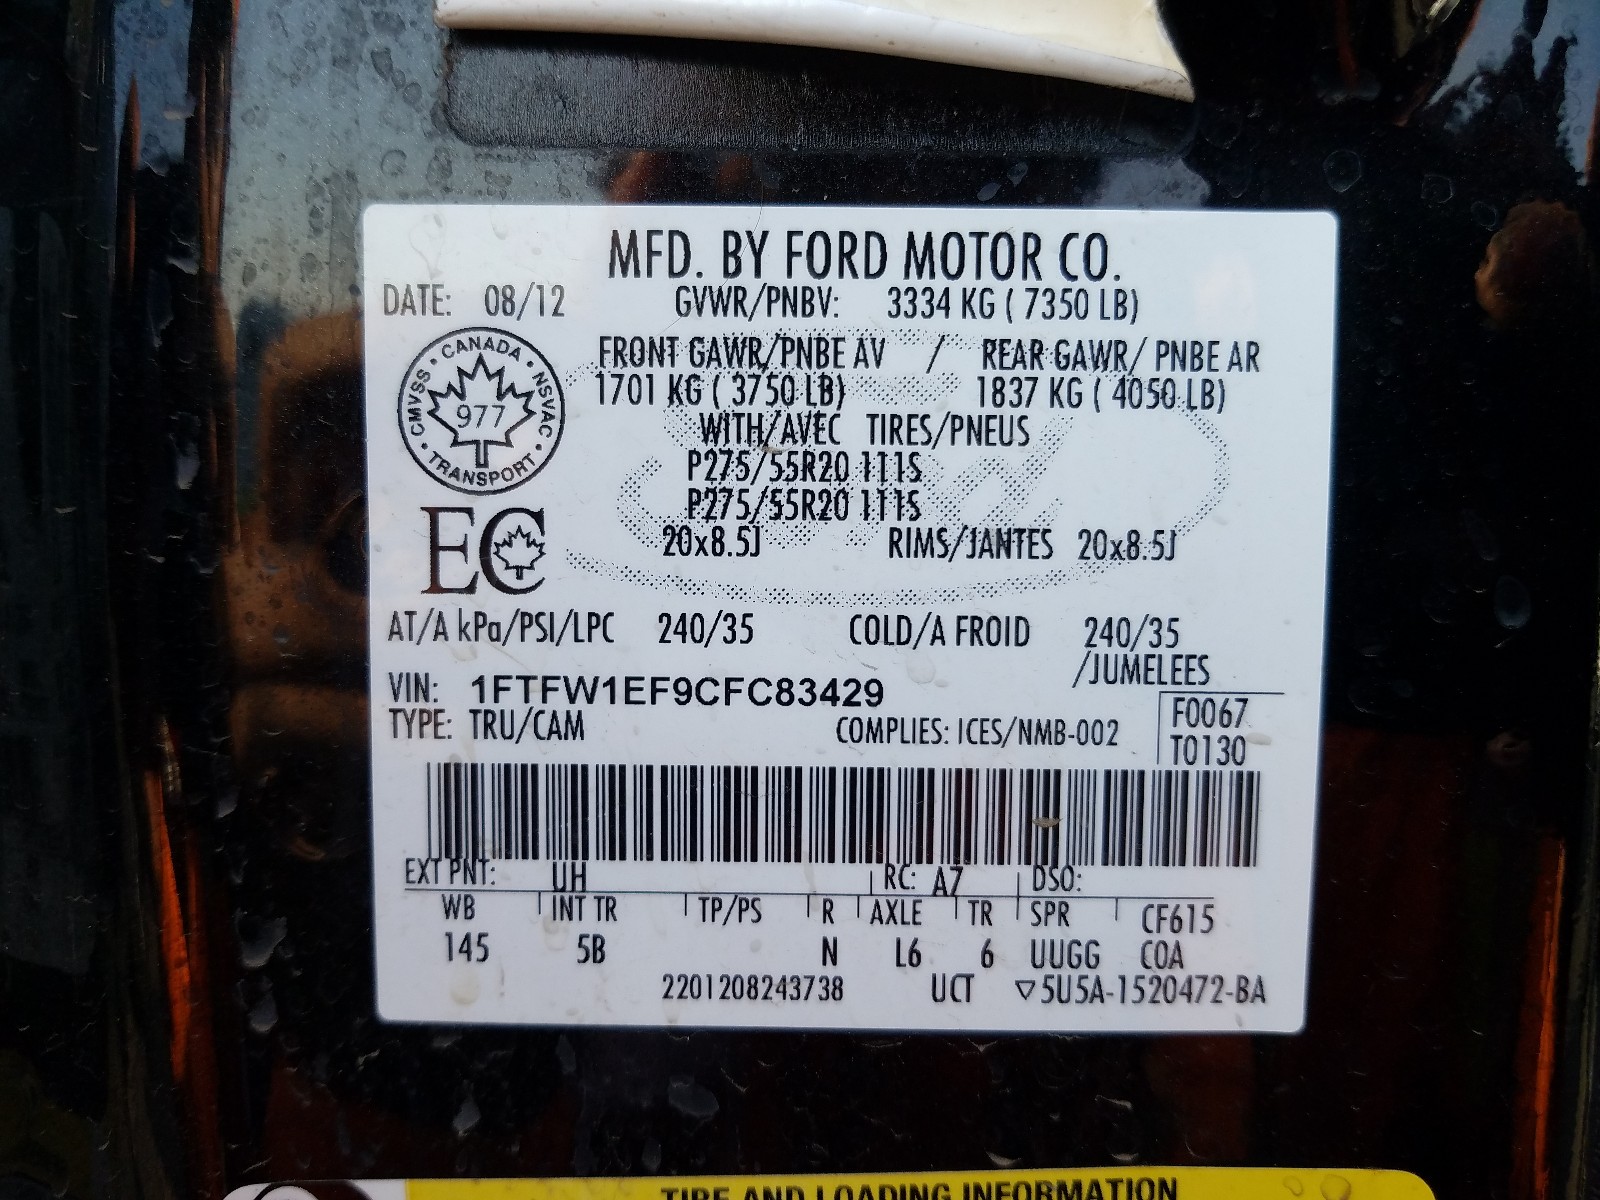 MFD. BY FORD MOTOR CO.
DATE: 08/12 GVWR/PNBV: 3334 KG ( 7350 LB)
FRONT GAWR/PNBE AV / REAR GAWR/ PNBE AR
1701 KG ( 3750 LB) 1837 KG ( 4050 LB)
WITH/AVEC TIRES/PNEUS
P275/55R20 111S
P275/55R20 111S
20x8.5J RIMS/JANTES 20x8.5J
CANADA
CMVSS 977 NSVAC
TRANSPORT
EC
AT/A kPa/PSI/LPC 240/35 COLD/A FROID 240/35
/JUMELEES
VIN: 1FTFW1EF9CFC83429
F0067
TYPE: TRU/CAM COMPLIES: ICES/NMB-002
T0130
EXT PNT: UH RC: A7 DSO:
WB INT TR TP/PS R AXLE TR SPR CF615
145 5B N L6 6 UUGG COA
2201208243738 UCT ▽5U5A-1520472-BA
TIRE AND LOADING INFORMATION